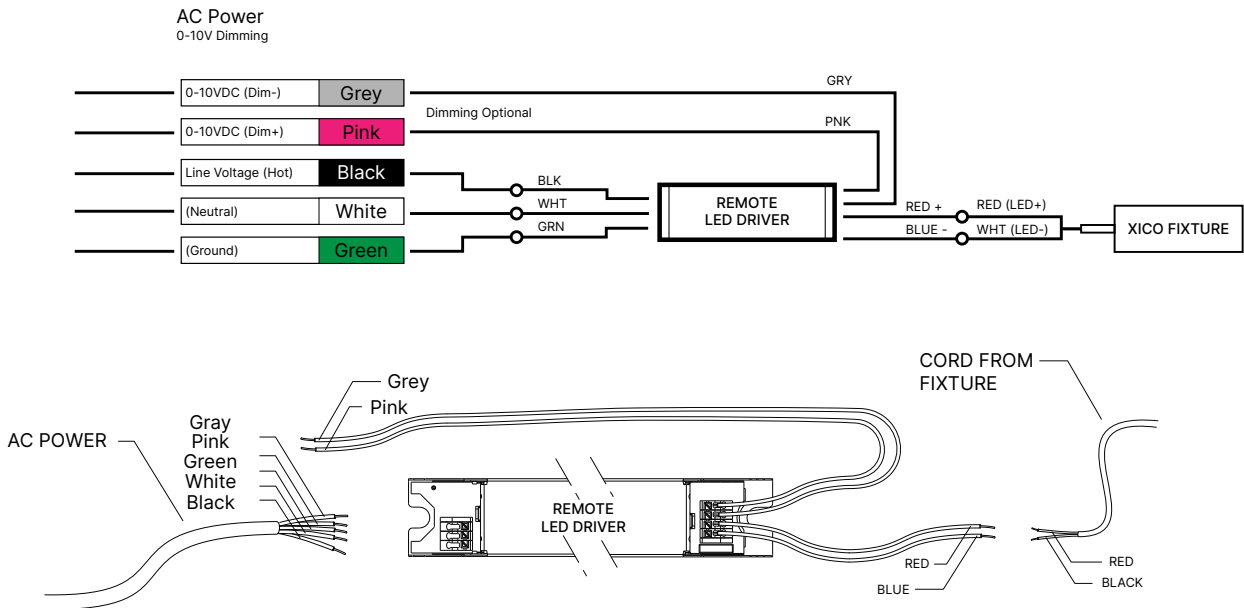 AC Power
0-10V Dimming
0-10VDC (Dim-)
Grey
GRY
Dimming Optional
0-10VDC (Dim+)
Pink
PNK
Line Voltage (Hot)
Black
BLK
(Neutral)
White
WHT
(Ground)
Green
GRN
REMOTE
LED DRIVER
RED +
RED (LED+)
BLUE -
WHT (LED-)
XICO FIXTURE
CORD FROM
FIXTURE
Grey
Pink
AC POWER
Gray
Pink
Green
White
Black
REMOTE
LED DRIVER
RED
BLUE
RED
BLACK